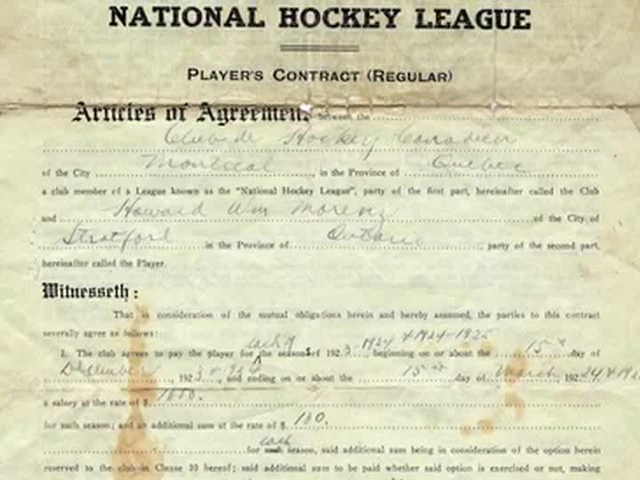 NATIONAL HOCKEY LEAGUE
PLAYER'S CONTRACT (REGULAR)
Articles of Agreement between the
Club de Hockey Canadien
of the City Montreal, in the Province of Quebec
a club member of a League known as the "National Hockey League", party of the first part, hereinafter called the Club
and Howard Wm Morenz of the City of
Stratford in the Province of Ontario, party of the second part,
hereinafter called the Player.
Witnesseth:
That in consideration of the mutual obligations herein and hereby assumed, the parties to this contract
severally agree as follows:
1. The club agrees to pay the player for each of the seasons of 1923-1924 & 1924-1925, beginning on or about the 15th day of
December, 1923 & 1924, and ending on or about the 15th day of March, 1924 &
a salary at the rate of $
for such season; and an additional sum at the rate of $ 100.
for each such season, said additional sum being in consideration of the option herein
reserved to the club in Clause 10 hereof; said additional sum to be paid whether said option is exercised or not, making